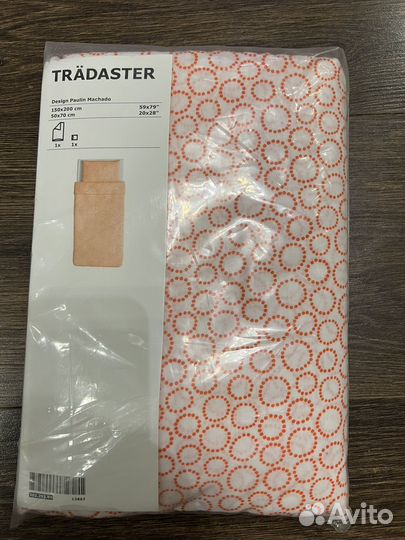 TRÄDASTER
Design Paulin Machado
150x200 cm 59x79"
50x70 cm 20x28"
1x 1x
Avito